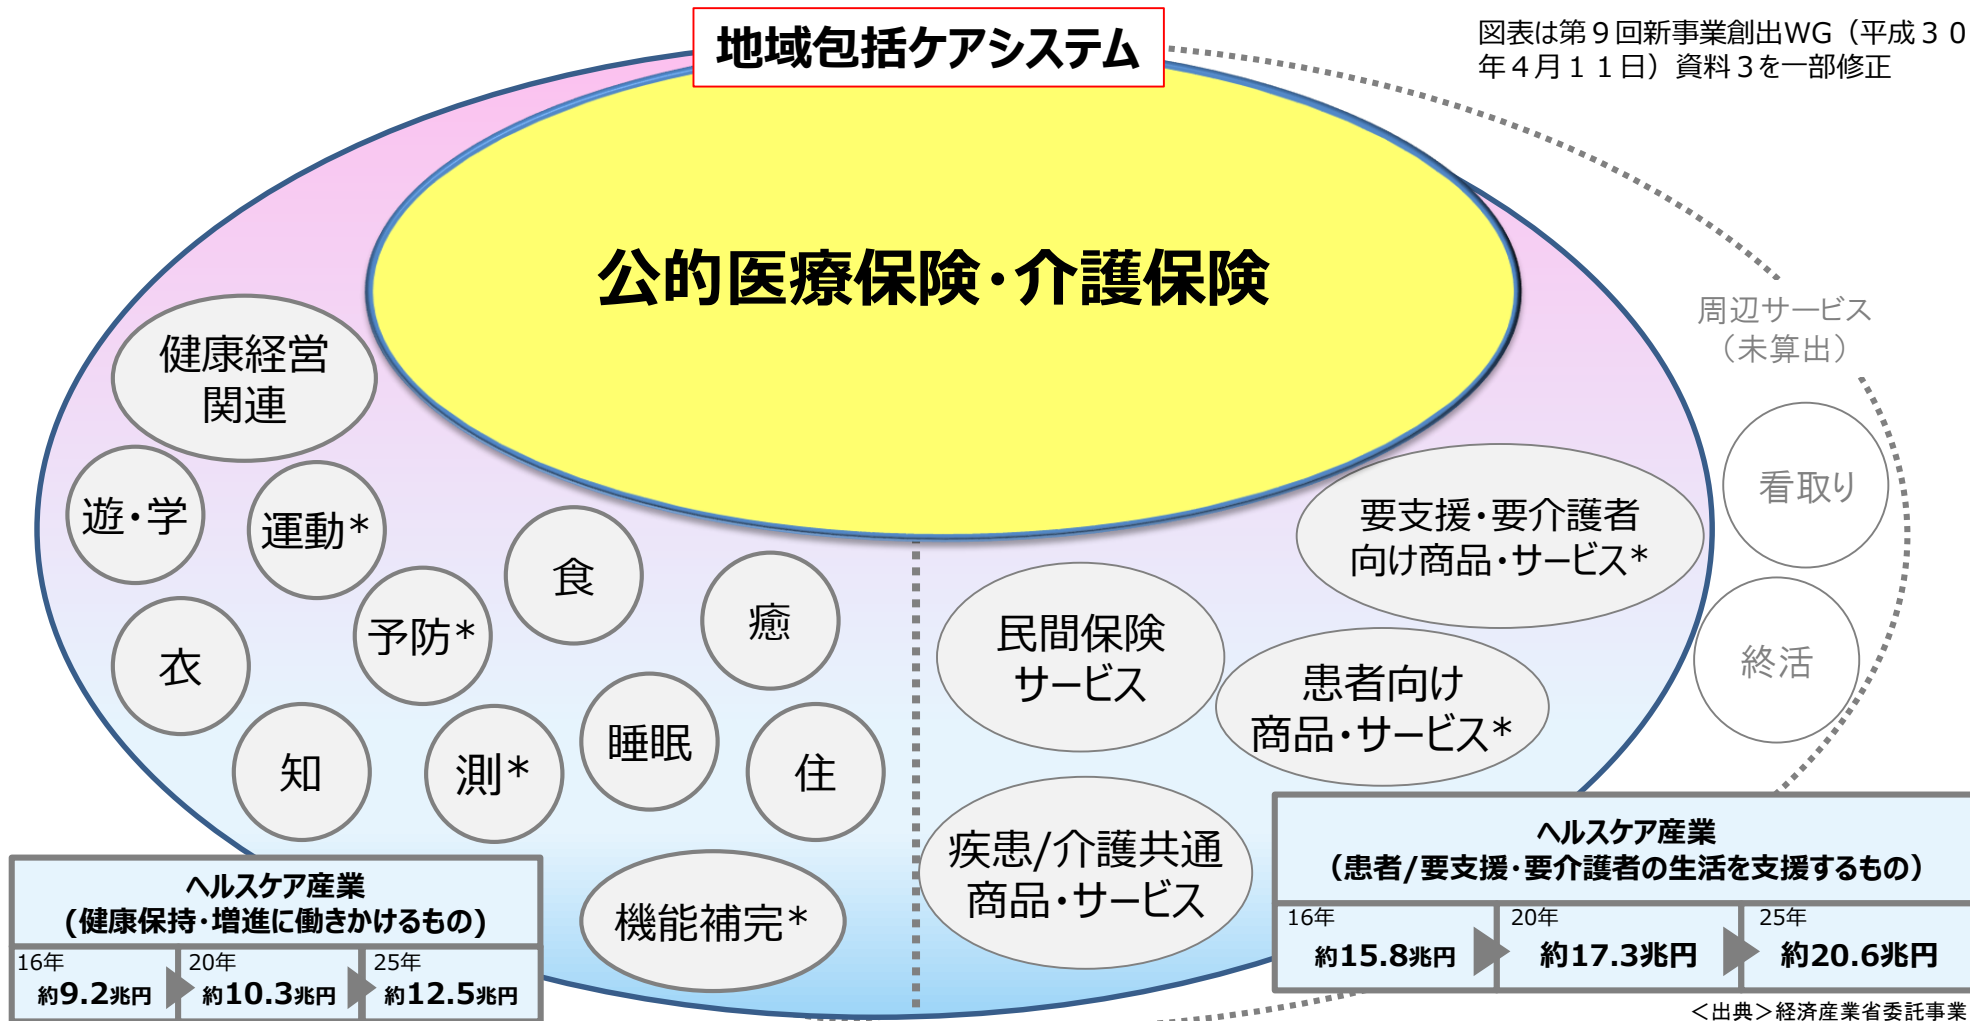 地域包括ケアシステム
図表は第９回新事業創出WG（平成３０
年４月１１日）資料３を一部修正
公的医療保険・介護保険
周辺サービス
（未算出）
健康経営
関連
遊・学
運動*
食
癒
衣
予防*
知
測*
睡眠
住
機能補完*
要支援・要介護者
向け商品・サービス*
民間保険
サービス
患者向け
商品・サービス*
疾患/介護共通
商品・サービス
看取り
終活
ヘルスケア産業
(健康保持・増進に働きかけるもの)
16年
約9.2兆円
20年
約10.3兆円
25年
約12.5兆円
ヘルスケア産業
（患者/要支援・要介護者の生活を支援するもの）
16年
約15.8兆円
20年
約17.3兆円
25年
約20.6兆円
＜出典＞経済産業省委託事業